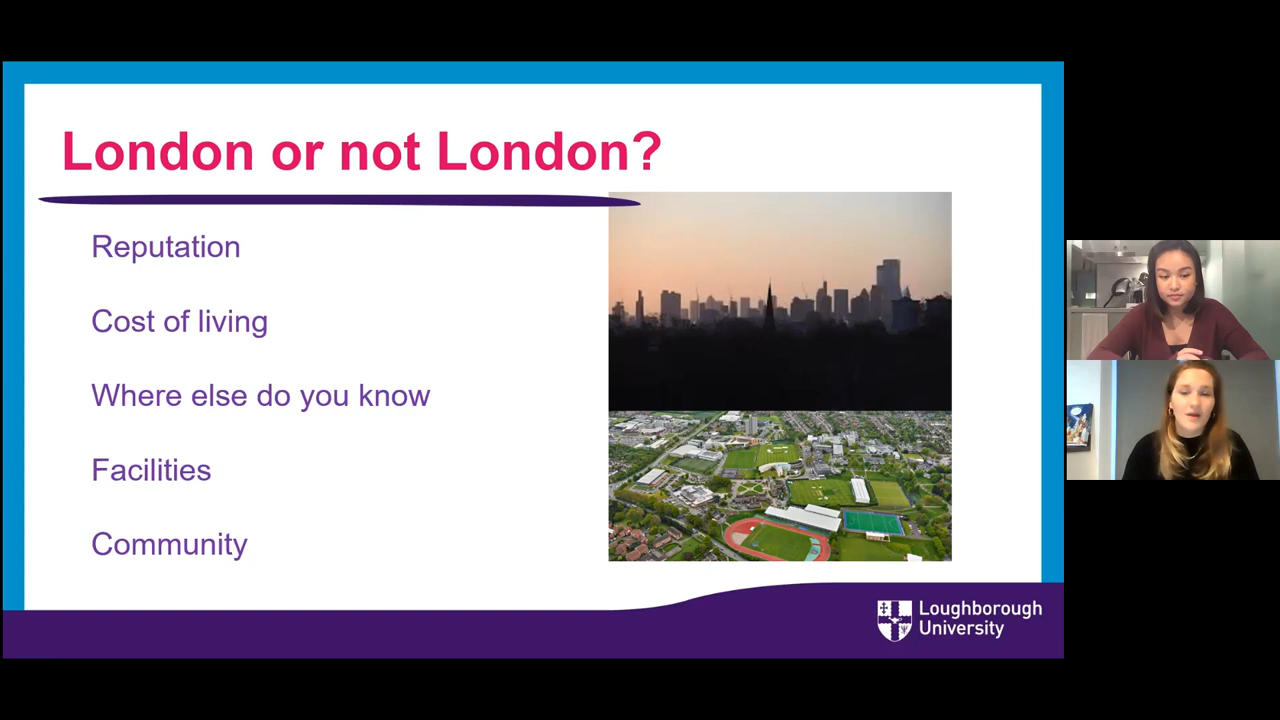 London or not London?
Reputation
Cost of living
Where else do you know
Facilities
Community
Loughborough
University